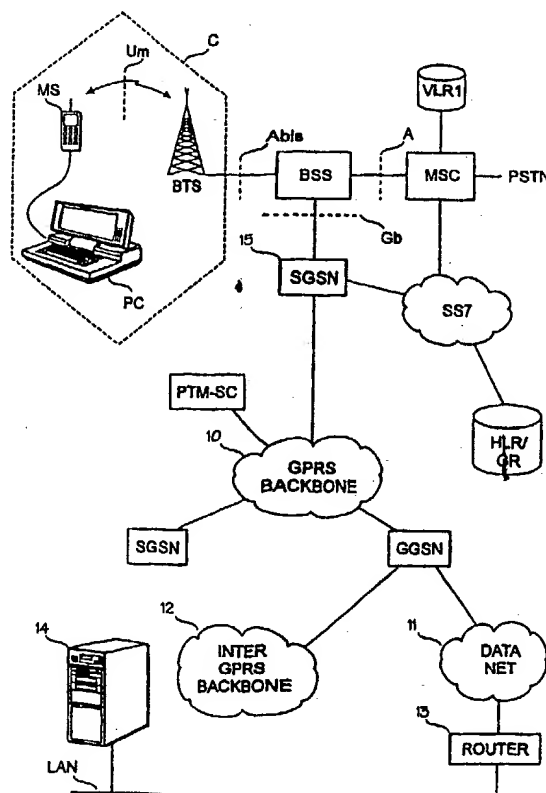 C
Um
MS
VLR1
Abis
A
BTS
BSS
MSC
PSTN
Gb
15
SGSN
PC
SS7
PTM-SC
10
GPRS
BACKBONE
HLR/
GR
SGSN
GGSN
12
11
14
INTER
GPRS
BACKBONE
DATA
NET
13
ROUTER
LAN